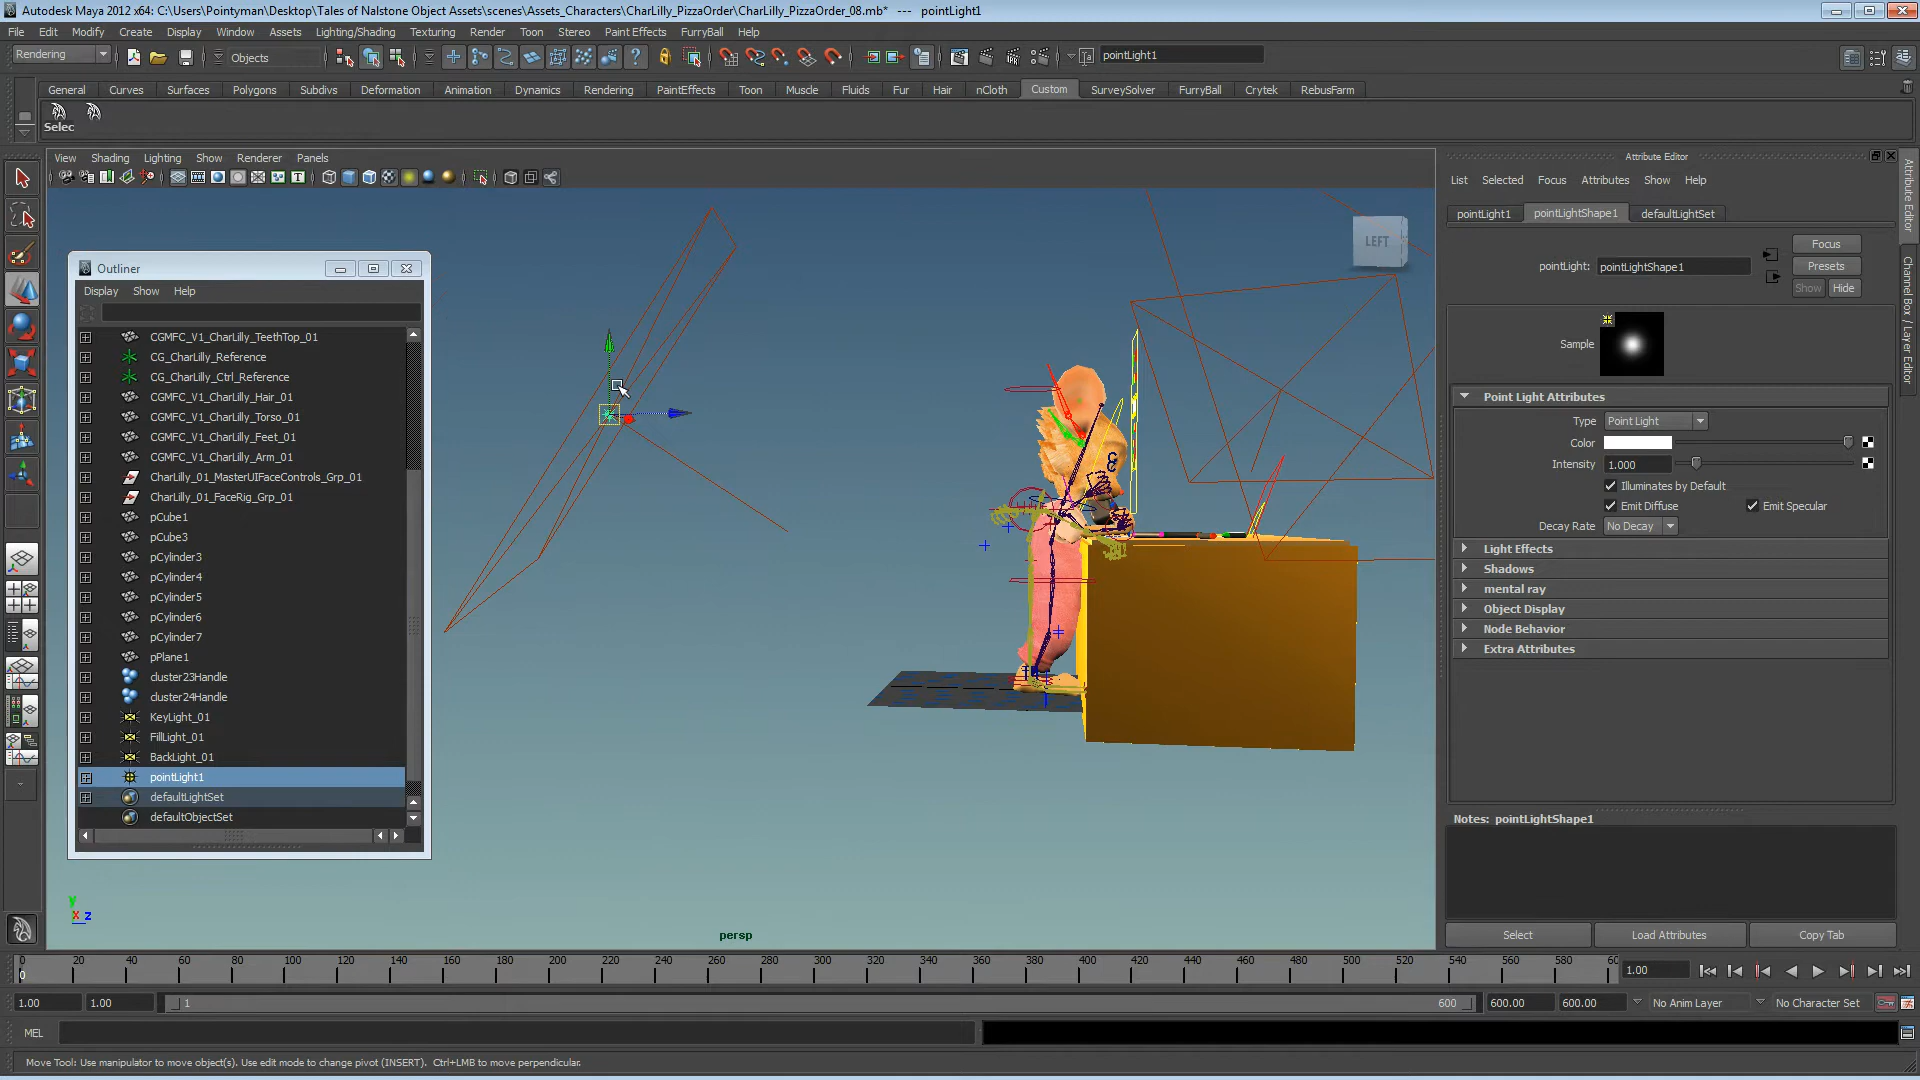 Autodesk Maya 2012 x64: C:\Users\Pointyman\Desktop\Tales of Nalstone Object Assets\scenes\Assets_Characters\CharLilly_PizzaOrder\CharLilly_PizzaOrder_08.mb* --- pointLight1
File Edit Modify Create Display Window Assets Lighting/Shading Texturing Render Toon Stereo Paint Effects FurryBall Help
Rendering Objects pointLight1
General Curves Surfaces Polygons Subdivs Deformation Animation Dynamics Rendering PaintEffects Toon Muscle Fluids Fur Hair nCloth Custom SurveySolver FurryBall Crytek RebusFarm
Selec
View Shading Lighting Show Renderer Panels
LEFT
Outliner
Display Show Help
CGMFC_V1_CharLilly_TeethTop_01
CG_CharLilly_Reference
CG_CharLilly_Ctrl_Reference
CGMFC_V1_CharLilly_Hair_01
CGMFC_V1_CharLilly_Torso_01
CGMFC_V1_CharLilly_Feet_01
CGMFC_V1_CharLilly_Arm_01
CharLilly_01_MasterUIFaceControls_Grp_01
CharLilly_01_FaceRig_Grp_01
pCube1
pCube3
pCylinder3
pCylinder4
pCylinder5
pCylinder6
pCylinder7
pPlane1
cluster23Handle
cluster24Handle
KeyLight_01
FillLight_01
BackLight_01
pointLight1
defaultLightSet
defaultObjectSet
y
x z
persp
Attribute Editor
List Selected Focus Attributes Show Help
pointLight1 pointLightShape1 defaultLightSet
Focus
pointLight: pointLightShape1
Presets
Show Hide
Sample
Point Light Attributes
Type Point Light
Color
Intensity 1.000
Illuminates by Default
Emit Diffuse Emit Specular
Decay Rate No Decay
Light Effects
Shadows
mental ray
Object Display
Node Behavior
Extra Attributes
Notes: pointLightShape1
Select Load Attributes Copy Tab
Attribute Editor
Channel Box / Layer Editor
0 20 40 60 80 100 120 140 160 180 200 220 240 260 280 300 320 340 360 380 400 420 440 460 480 500 520 540 560 580 60
0
1.00
1.00 1.00 1 600 600.00 600.00 No Anim Layer No Character Set
MEL
Move Tool: Use manipulator to move object(s). Use edit mode to change pivot (INSERT). Ctrl+LMB to move perpendicular.